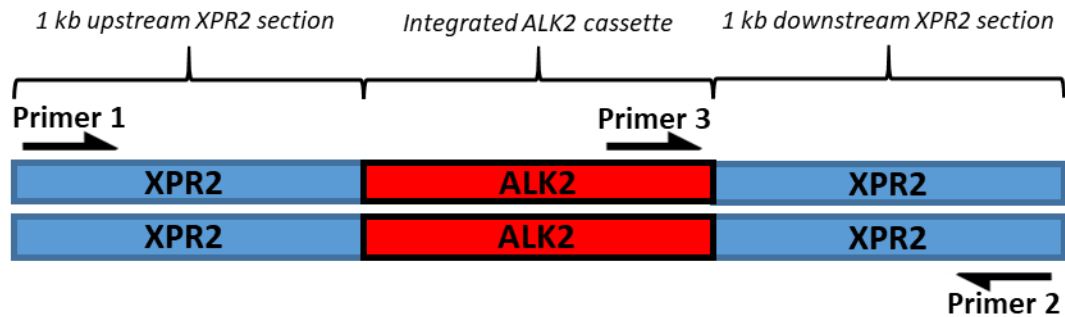 1 kb upstream XPR2 section Integrated ALK2 cassette 1 kb downstream XPR2 section
Primer 1 Primer 3
XPR2 ALK2 XPR2
XPR2 ALK2 XPR2
Primer 2